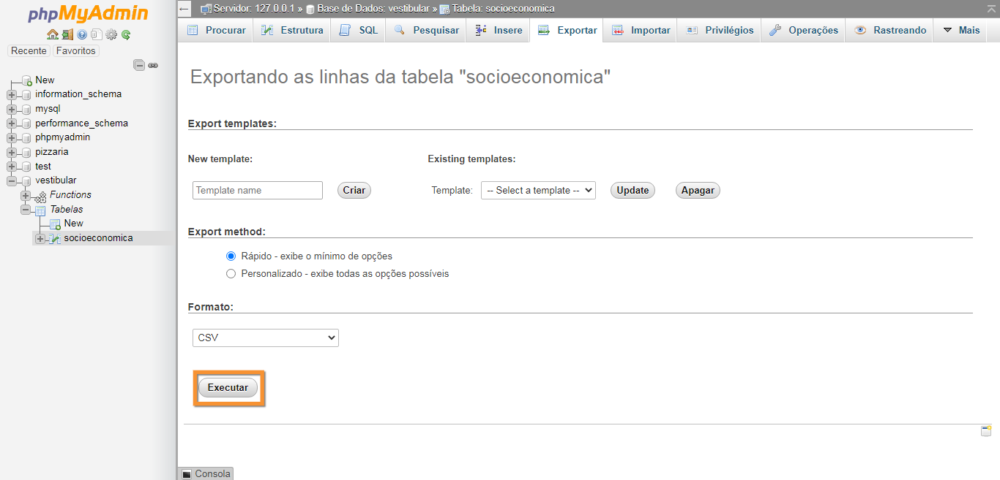 phpMyAdmin
Recente Favoritos
New
information_schema
mysql
performance_schema
phpmyadmin
pizzaria
test
vestibular
Functions
Tabelas
New
socioeconomica
Servidor: 127.0.0.1 » Base de Dados: vestibular » Tabela: socioeconomica
Procurar Estrutura SQL Pesquisar Insere Exportar Importar Privilégios Operações Rastreando Mais
Exportando as linhas da tabela "socioeconomica"
Export templates:
New template: Existing templates:
Template name Criar Template: -- Select a template -- Update Apagar
Export method:
Rápido - exibe o mínimo de opções
Personalizado - exibe todas as opções possíveis
Formato:
CSV
Executar
Consola